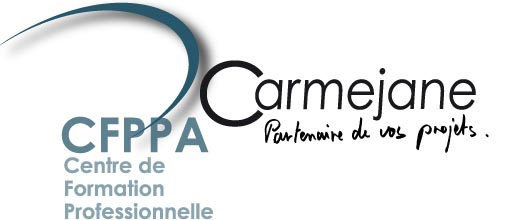 Carmejane
Partenaire de vos projets.
CFPPA
Centre de
Formation
Professionnelle